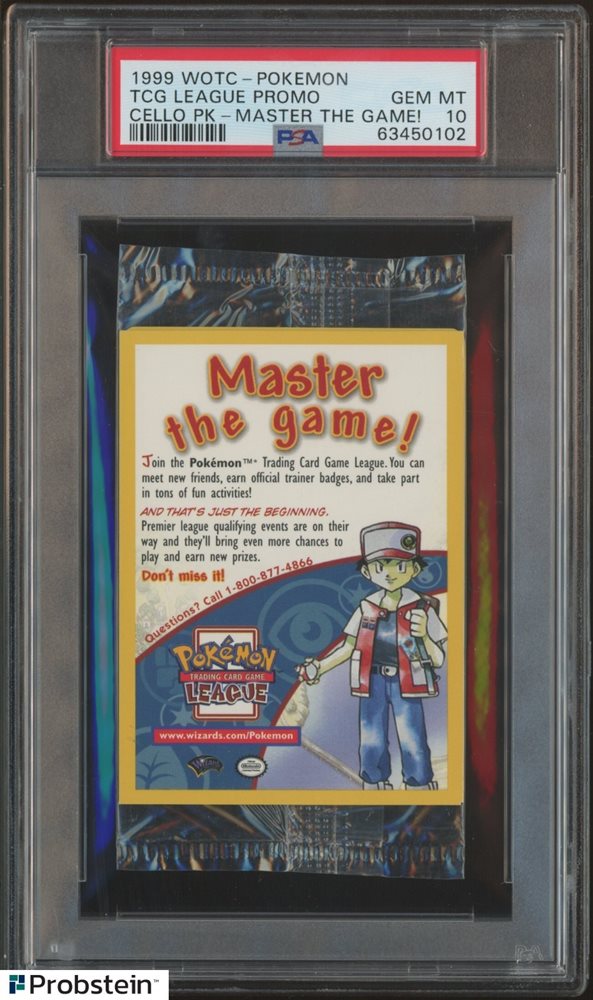 1999 WOTC - POKEMON
TCG LEAGUE PROMO GEM MT
CELLO PK - MASTER THE GAME! 10
PSA 63450102
Master
the game!
Join the Pokémon™* Trading Card Game League. You can
meet new friends, earn official trainer badges, and take part
in tons of fun activities!
AND THAT'S JUST THE BEGINNING.
Premier league qualifying events are on their
way and they'll bring even more chances to
play and earn new prizes.
Don't miss it!
Questions? Call 1-800-877-4866
POKéMON
TRADING CARD GAME
LEAGUE
www.wizards.com/Pokemon
Wizards
Nintendo
PSA
Probstein™